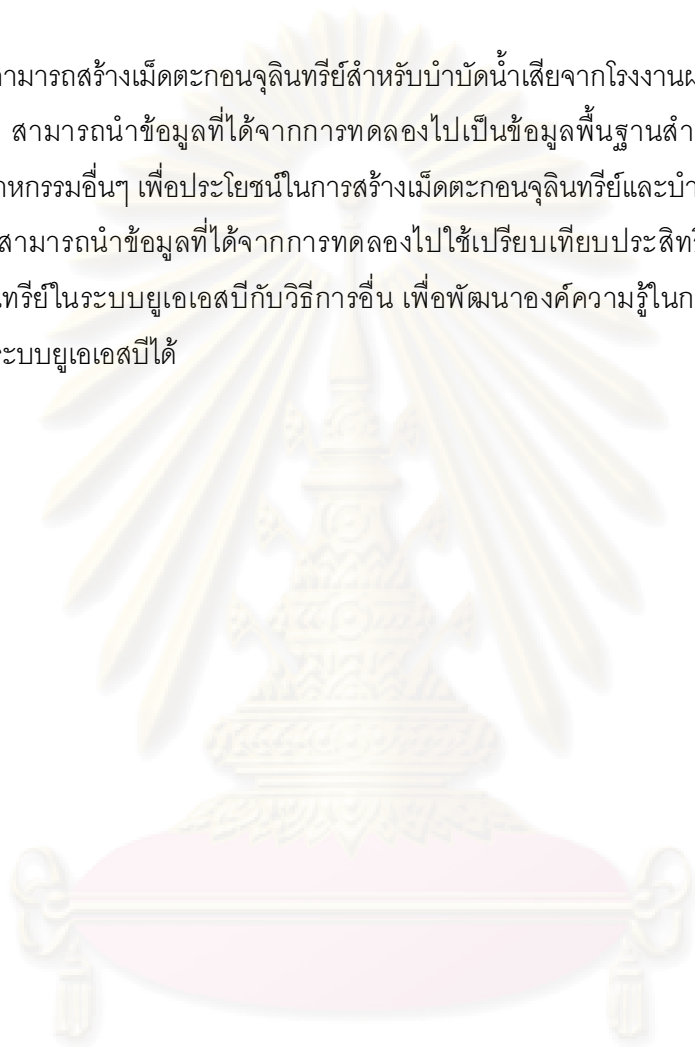 สามารถสร้างเม็ดตะกอนจุลินทรีย์สำหรับบำบัดน้ำเสียจากโรงงานผ
สามารถนำข้อมูลที่ได้จากการทดลองไปเป็นข้อมูลพื้นฐานสำ
าหกรรมอื่นๆ เพื่อประโยชน์ในการสร้างเม็ดตะกอนจุลินทรีย์และบำ
สามารถนำข้อมูลที่ได้จากการทดลองไปใช้เปรียบเทียบประสิทธิ
นทรีย์ในระบบยูเอเอสบีกับวิธีการอื่น เพื่อพัฒนาองค์ความรู้ในก
ระบบยูเอเอสบีได้